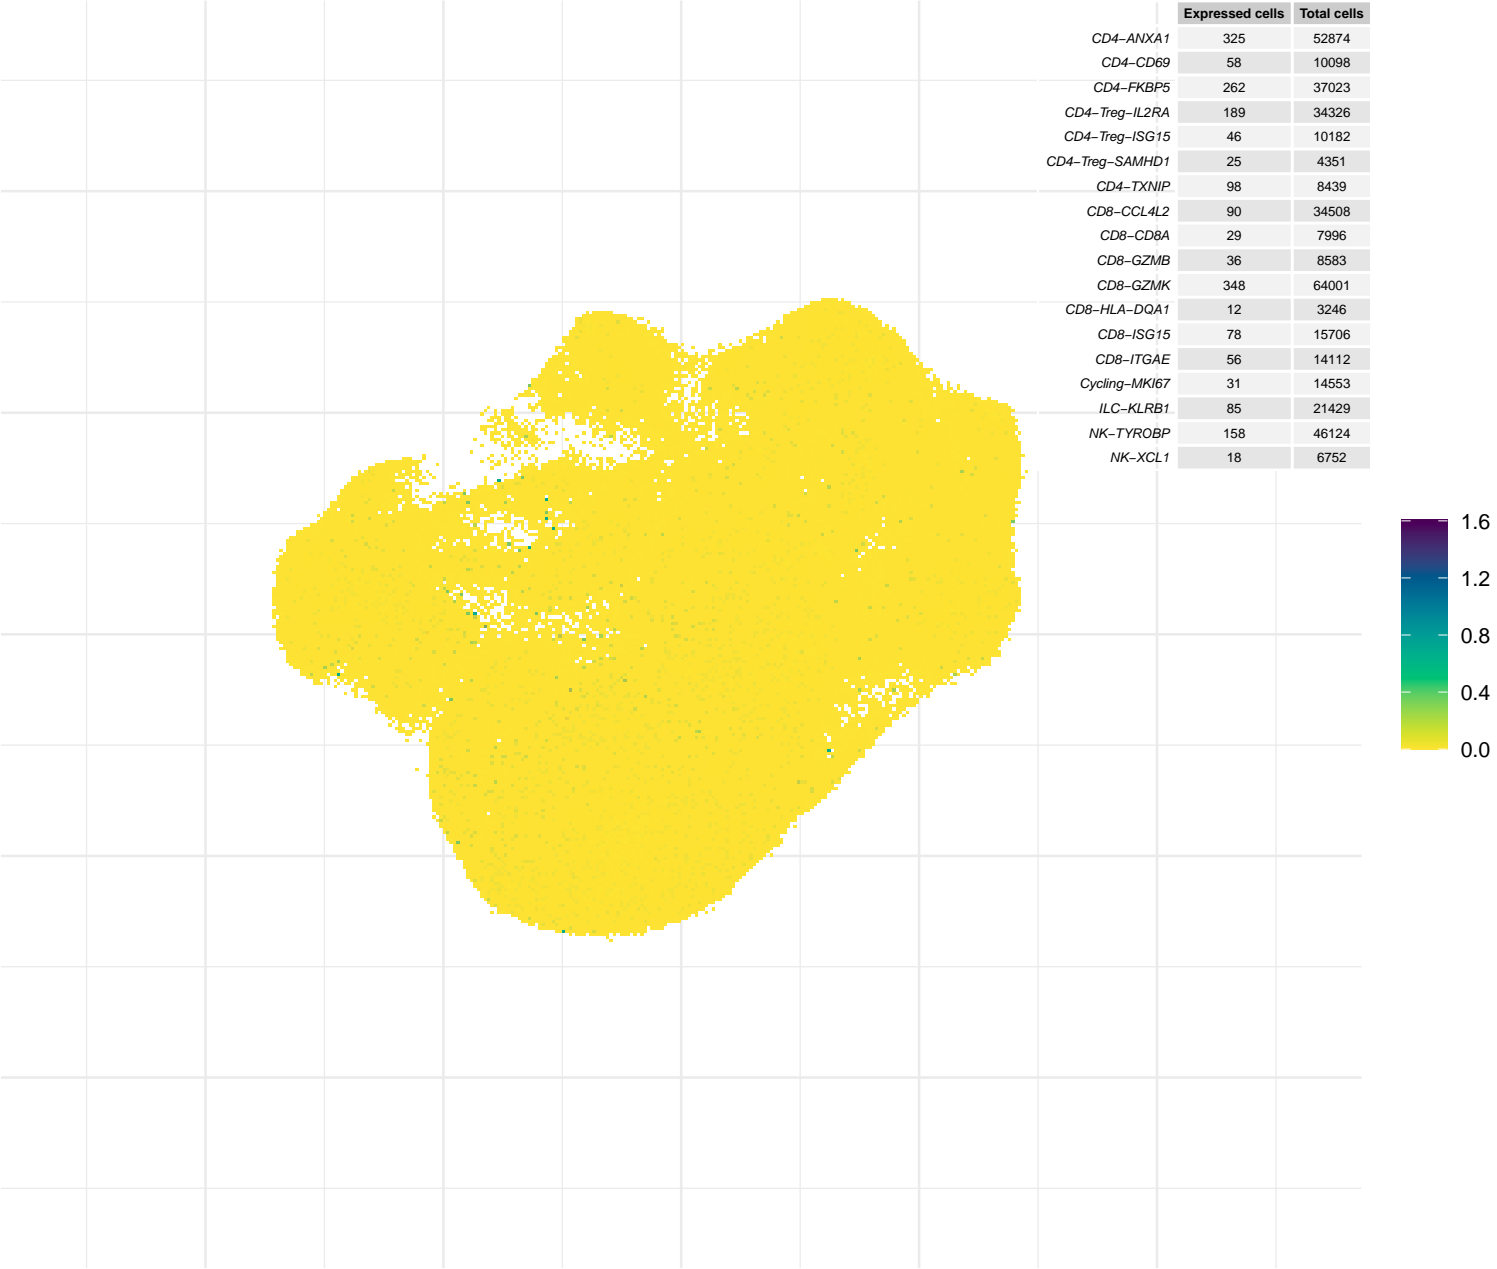 Expressed cells Total cells
CD4−ANXA1 325 52874
CD4−CD69 58 10098
CD4−FKBP5 262 37023
CD4−Treg−IL2RA 189 34326
CD4−Treg−ISG15 46 10182
CD4−Treg−SAMHD1 25 4351
CD4−TXNIP 98 8439
CD8−CCL4L2 90 34508
CD8−CD8A 29 7996
CD8−GZMB 36 8583
CD8−GZMK 348 64001
CD8−HLA−DQA1 12 3246
CD8−ISG15 78 15706
CD8−ITGAE 56 14112
Cycling−MKI67 31 14553
ILC−KLRB1 85 21429
NK−TYROBP 158 46124
NK−XCL1 18 6752
1.6
1.2
0.8
0.4
0.0